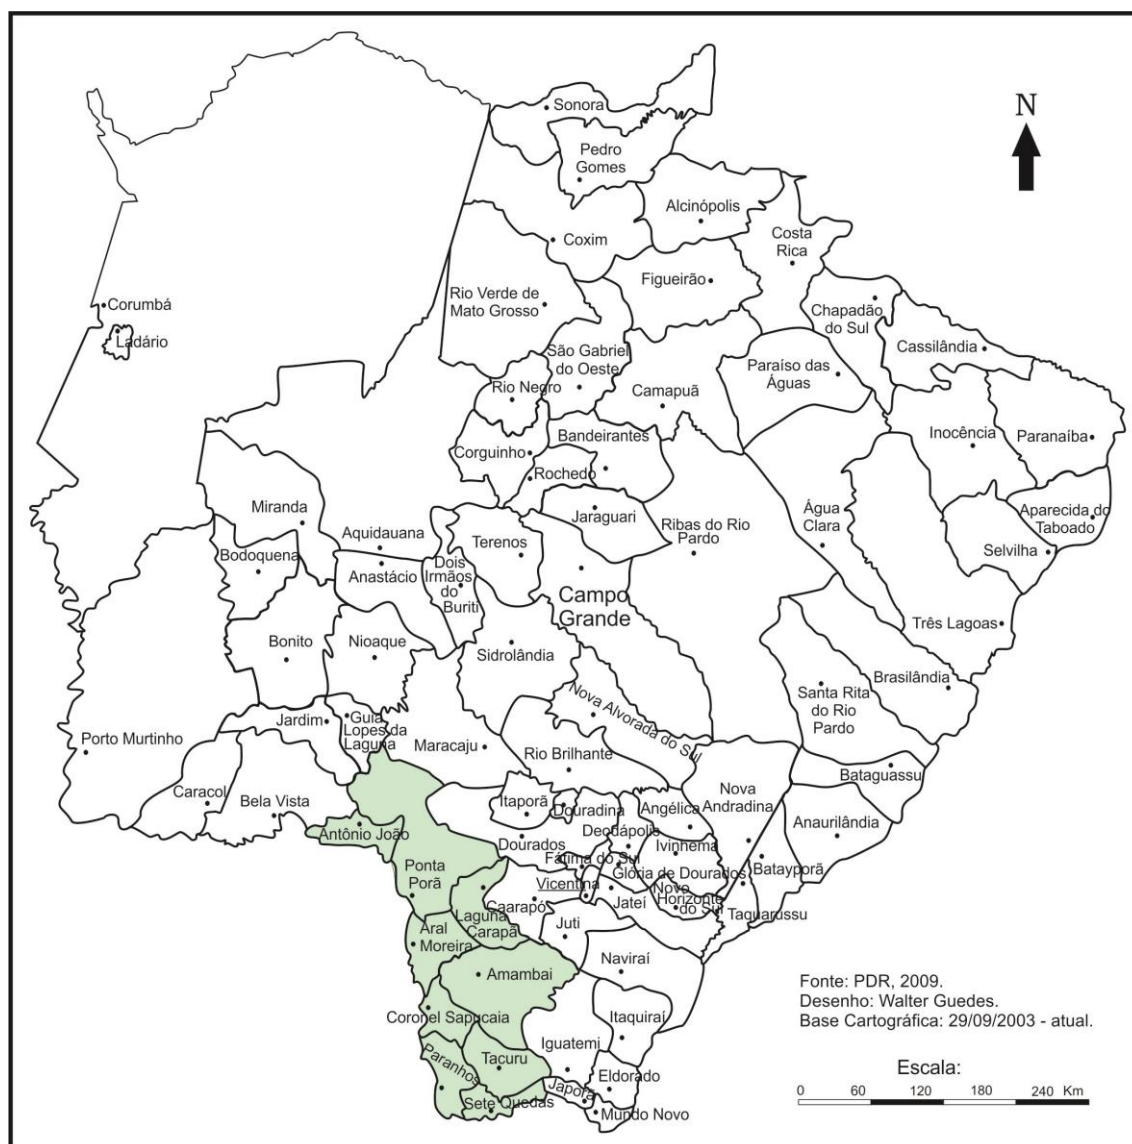 N
Sonora
Pedro
Gomes
Alcinópolis
Costa
Rica
Coxim
Figueirão
Rio Verde de
Mato Grosso
Chapadão
do Sul
Corumbá
Ladário
São Gabriel
do Oeste
Cassilândia
Paraíso das
Águas
Rio Negro
Camapuã
Bandeirantes
Inocência
Paranaíba
Corguinho
Rochedo
Miranda
Jaraguari
Água
Clara
Aparecida do
Taboado
Ribas do Rio
Pardo
Aquidauana
Terenos
Selvilha
Bodoquena
Anastácio
Dois
Irmãos
do
Buriti
Campo
Grande
Três Lagoas
Bonito
Nioaque
Sidrolândia
Brasilândia
Santa Rita
do Rio
Pardo
Nova Alvorada do Sul
Jardim
Guia
Lopes da
Laguna
Porto Murtinho
Maracaju
Rio Brilhante
Bataguassu
Caracol
Bela Vista
Nova
Andradina
Itaporã
Douradina
Angélica
Anaurilândia
Antônio João
Deodápolis
Dourados
Ivinhema
Fátima do Sul
Batayporã
Ponta
Porã
Glória de Dourados
Vicentina
Novo
Horizonte
do Sul
Caarapó
Jateí
Taquarussu
Laguna
Carapã
Juti
Aral
Moreira
Naviraí
Amambai
Fonte: PDR, 2009.
Desenho: Walter Guedes.
Base Cartográfica: 29/09/2003 - atual.
Coronel Sapucaia
Itaquiraí
Iguatemi
Paranhos
Tacuru
Eldorado
Japorã
Sete Quedas
Mundo Novo
Escala:
0 60 120 180 240 Km